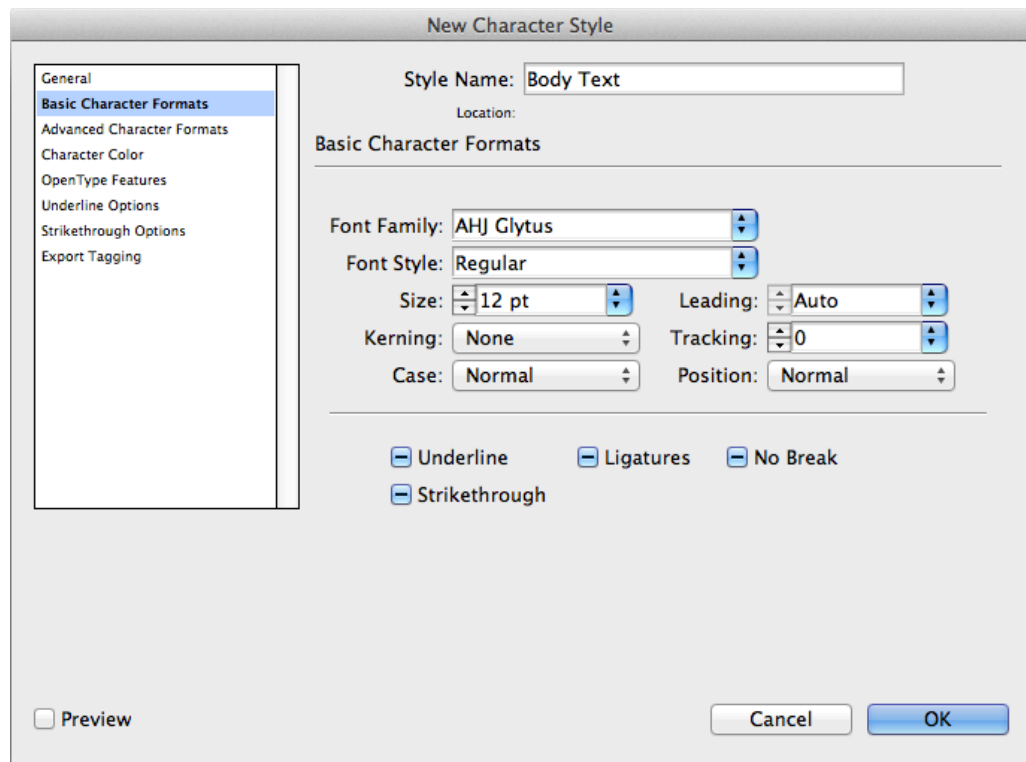 New Character Style
General
Basic Character Formats
Advanced Character Formats
Character Color
OpenType Features
Underline Options
Strikethrough Options
Export Tagging
Style Name: Body Text
Location:
Basic Character Formats
Font Family: AHJ Glytus
Font Style: Regular
Size: 12 pt Leading: Auto
Kerning: None Tracking: 0
Case: Normal Position: Normal
Underline Ligatures No Break
Strikethrough
Preview Cancel OK